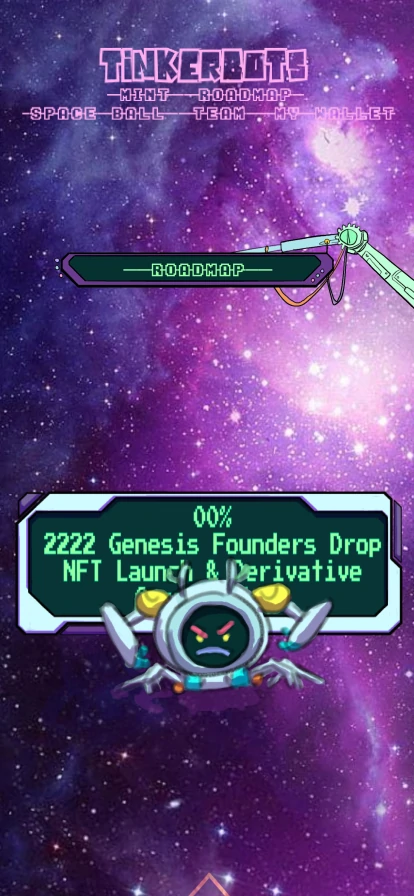 TINKERBOTS
MINT ROADMAP
SPACE BALL TEAM MY WALLET
ROADMAP
00%
2222 Genesis Founders Drop
NFT Launch & Derivative